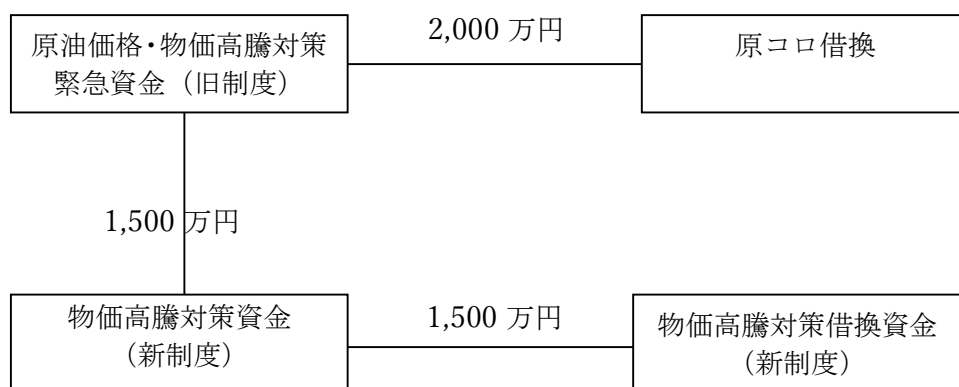 原油価格・物価高騰対策
緊急資金（旧制度）
2,000 万円
原コロ借換
1,500 万円
物価高騰対策資金
（新制度）
1,500 万円
物価高騰対策借換資金
（新制度）